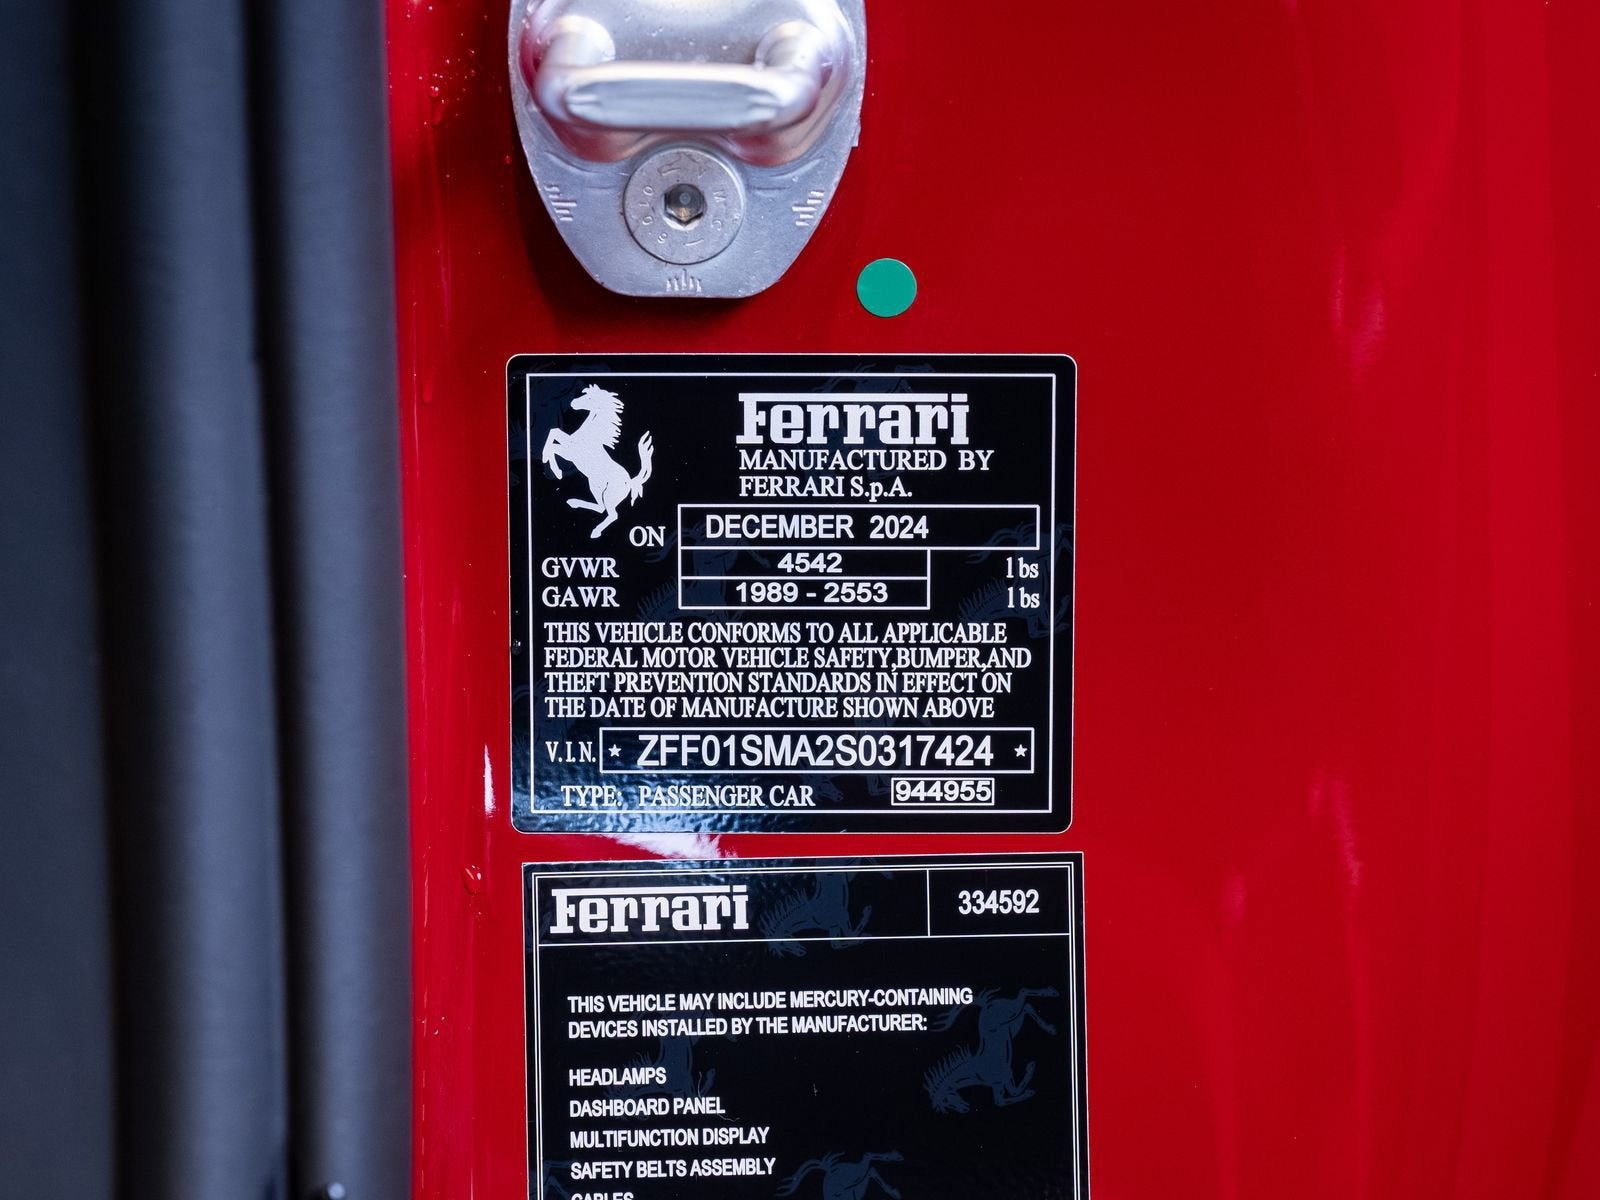 Ferrari
MANUFACTURED BY
FERRARI S.p.A.
ON DECEMBER 2024
GVWR 4542 lbs
GAWR 1989 - 2553 lbs
THIS VEHICLE CONFORMS TO ALL APPLICABLE
FEDERAL MOTOR VEHICLE SAFETY,BUMPER,AND
THEFT PREVENTION STANDARDS IN EFFECT ON
THE DATE OF MANUFACTURE SHOWN ABOVE
V.I.N. ★ ZFF01SMA2S0317424 ★
TYPE: PASSENGER CAR 944955
Ferrari 334592
THIS VEHICLE MAY INCLUDE MERCURY-CONTAINING
DEVICES INSTALLED BY THE MANUFACTURER:
HEADLAMPS
DASHBOARD PANEL
MULTIFUNCTION DISPLAY
SAFETY BELTS ASSEMBLY
CABLES